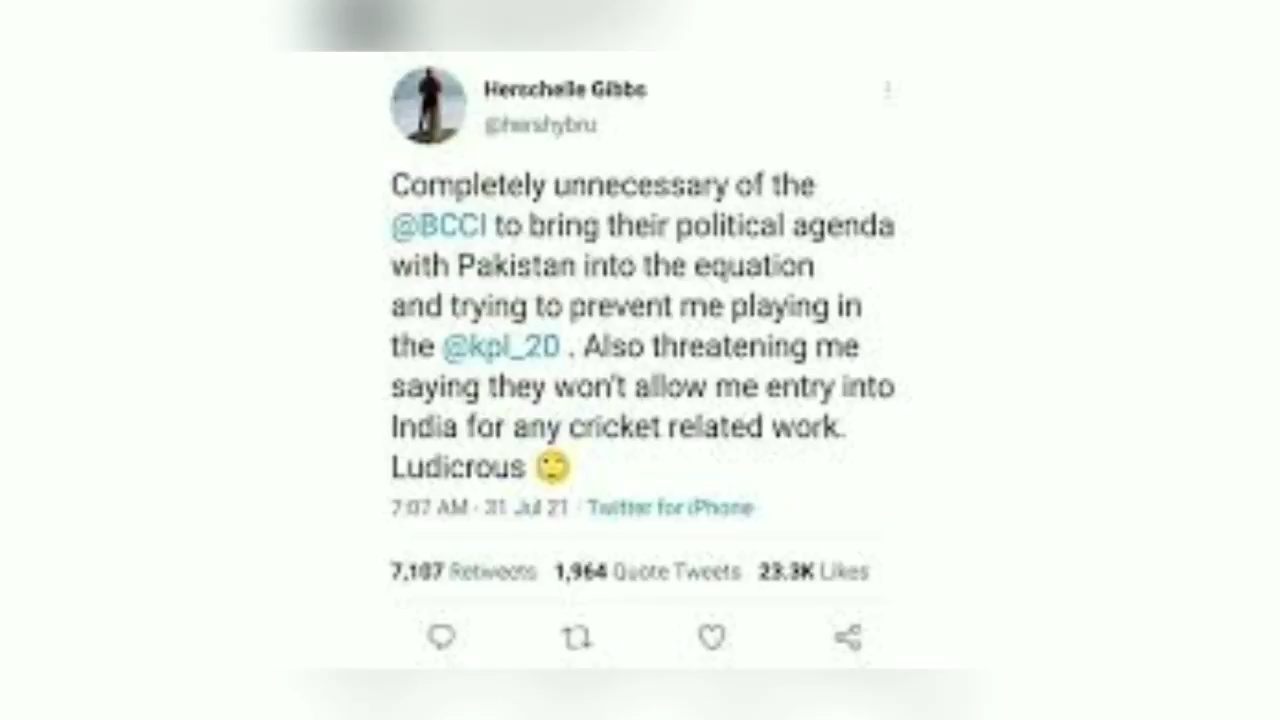 Herschelle Gibbs
@hershybru
Completely unnecessary of the
@BCCI to bring their political agenda
with Pakistan into the equation
and trying to prevent me playing in
the @kpl_20 . Also threatening me
saying they won't allow me entry into
India for any cricket related work.
Ludicrous 🙄
7:07 AM · 31 Jul 21 · Twitter for iPhone
7,107 Retweets 1,964 Quote Tweets 23.3K Likes